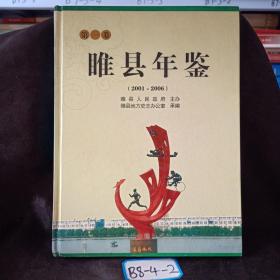 第一卷
睢县年鉴
（2001-2006）
睢县人民政府 主办
睢县地方史志办公室 承编
B8-4-2